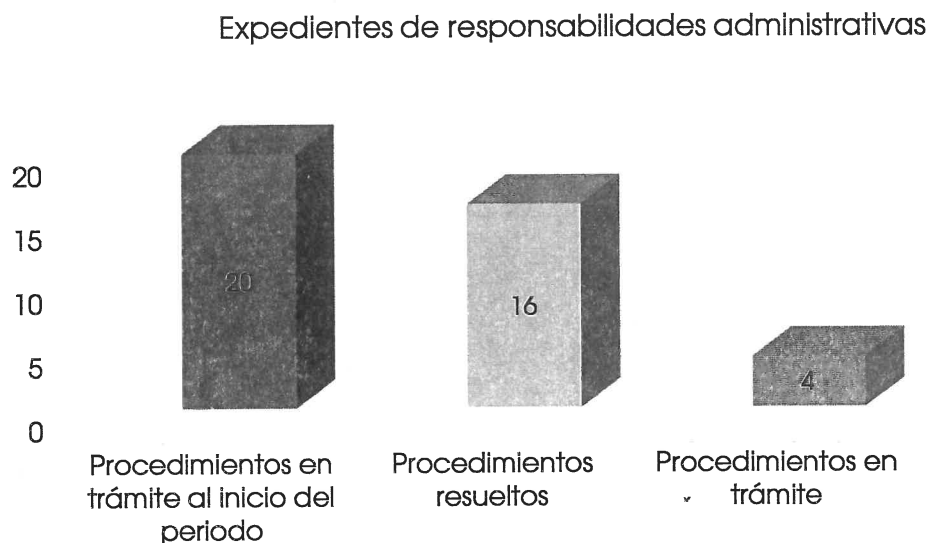 Expedientes de responsabilidades administrativas
20
15
10
5
0
20
16
4
Procedimientos en
trámite al inicio del
periodo
Procedimientos
resueltos
Procedimientos en
trámite